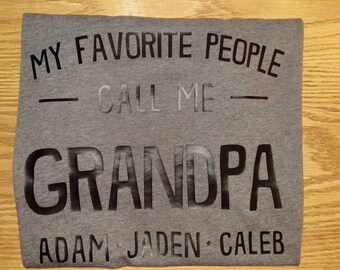 MY FAVORITE PEOPLE
— CALL ME —
GRANDPA
ADAM · JADEN · CALEB